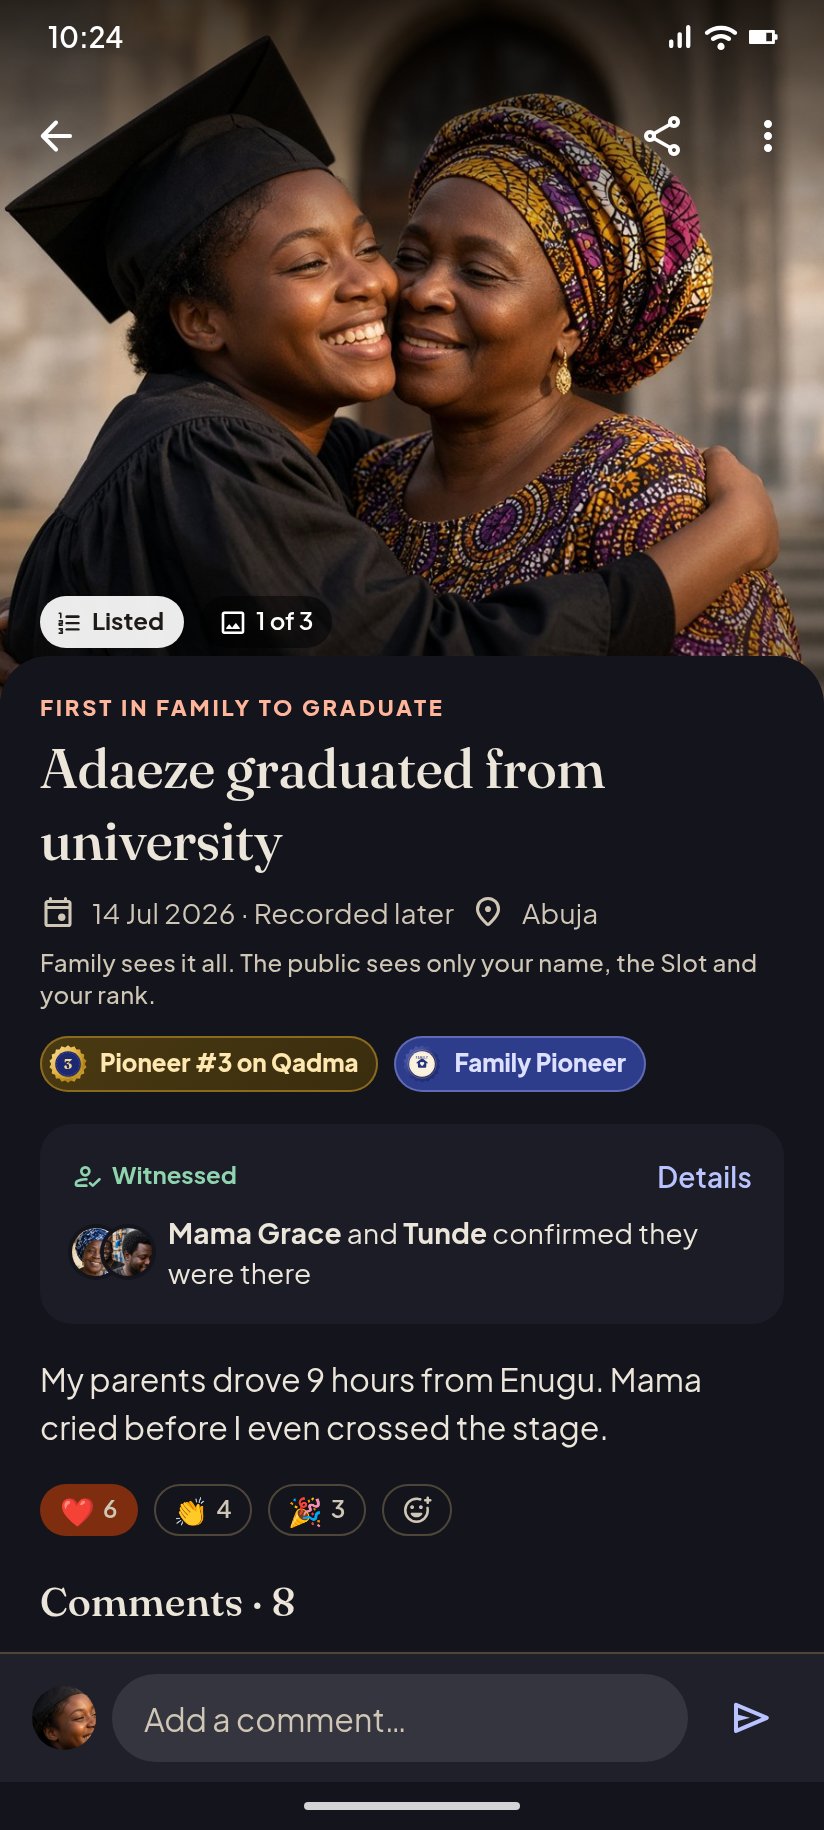 10:24
Listed
1 of 3
FIRST IN FAMILY TO GRADUATE
Adaeze graduated from
university
14 Jul 2026 · Recorded later Abuja
Family sees it all. The public sees only your name, the Slot and
your rank.
3 Pioneer #3 on Qadma Family Pioneer
Witnessed Details
Mama Grace and Tunde confirmed they
were there
My parents drove 9 hours from Enugu. Mama
cried before I even crossed the stage.
❤️ 6 👏 4 🎉 3
Comments · 8
Add a comment…